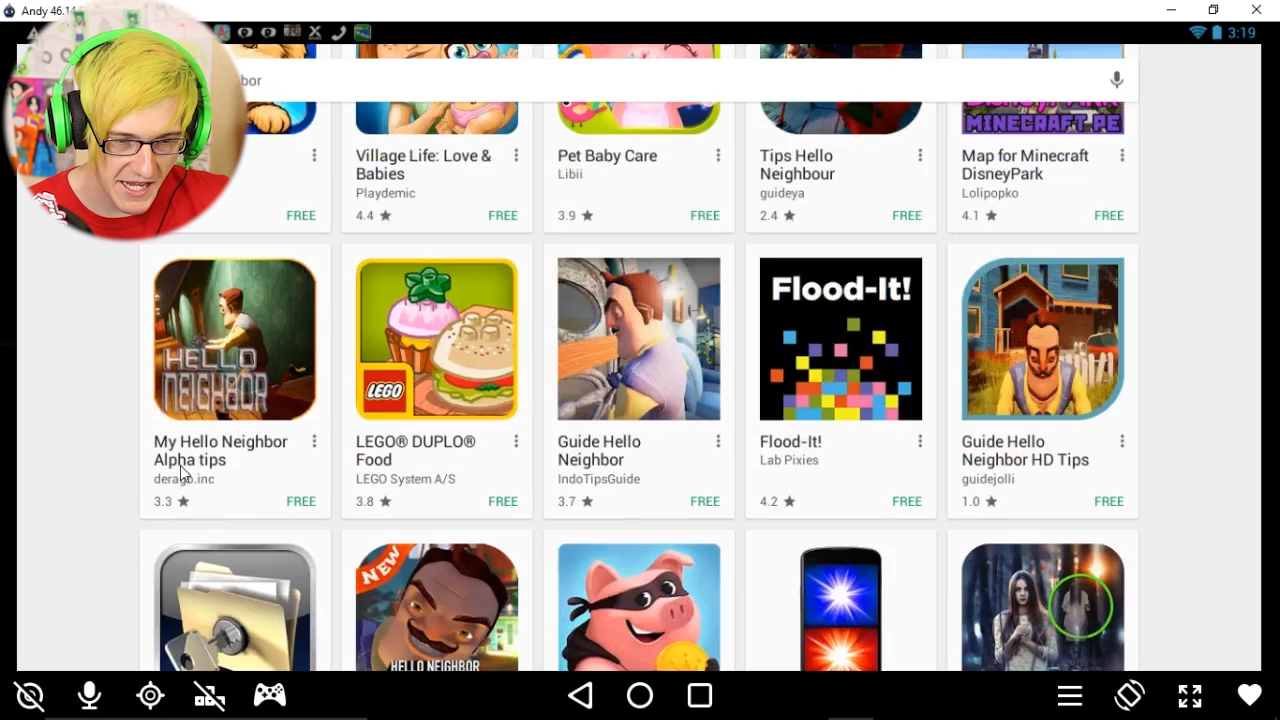 Andy 46.14
3:19
bor
MINECRAFT PE
Village Life: Love &
Babies
Playdemic
4.4 ★
FREE
Pet Baby Care
Libii
3.9 ★
FREE
Tips Hello
Neighbour
guideya
2.4 ★
FREE
Map for Minecraft
DisneyPark
Lolipopko
4.1 ★
FREE
FREE
HELLO
NEIGHBOR
My Hello Neighbor
Alpha tips
3.3 ★
FREE
LEGO
LEGO® DUPLO®
Food
LEGO System A/S
3.8 ★
FREE
Guide Hello
Neighbor
IndoTipsGuide
3.7 ★
FREE
Flood-It!
Flood-It!
Lab Pixies
4.2 ★
FREE
Guide Hello
Neighbor HD Tips
guidejolli
1.0 ★
FREE
NEW
HELLO NEIGHBOR